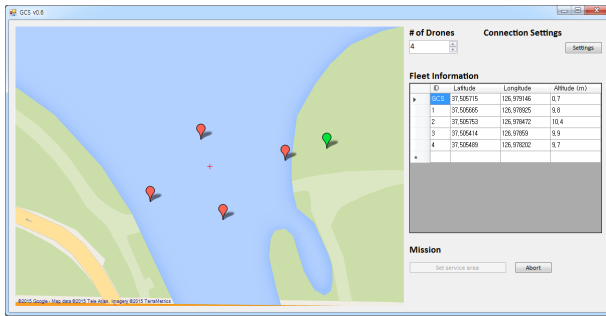 GCS v0.6
# of Drones
Connection Settings
4
Settings
Fleet Information
ID Latitude Longitude Altitude (m)
GCS 37,505715 126,979146 0,7
1 37,505665 126,978925 9,8
2 37,505753 126,978472 10,4
3 37,505414 126,97859 9,9
4 37,505489 126,978202 9,7
Mission
Set service area
Abort
©2015 Google - Map data ©2015 Tele Atlas, Imagery ©2015 TerraMetrics